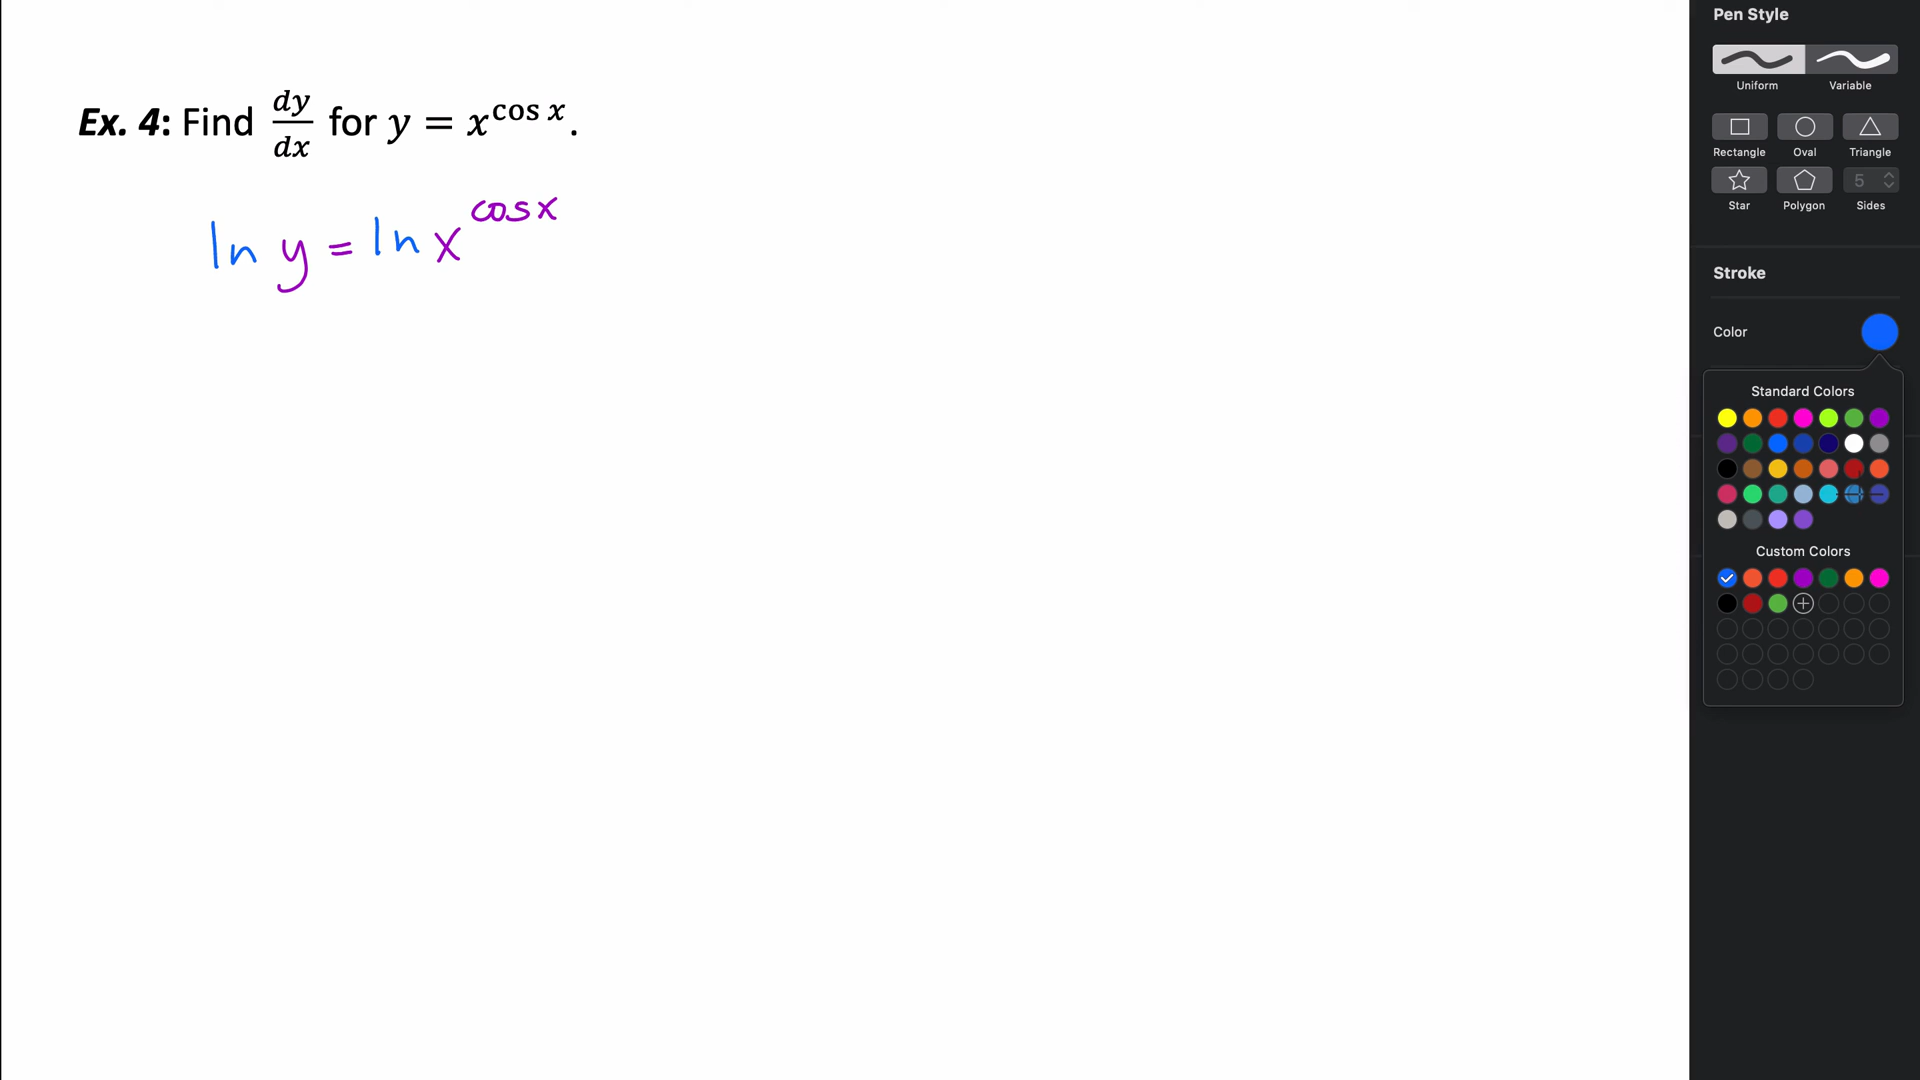 Ex. 4: Find dy/dx for y = x^cos x.
ln y = ln x^cosx
Pen Style
Uniform Variable
Rectangle Oval Triangle
5
Star Polygon Sides
Stroke
Color
Standard Colors
Custom Colors